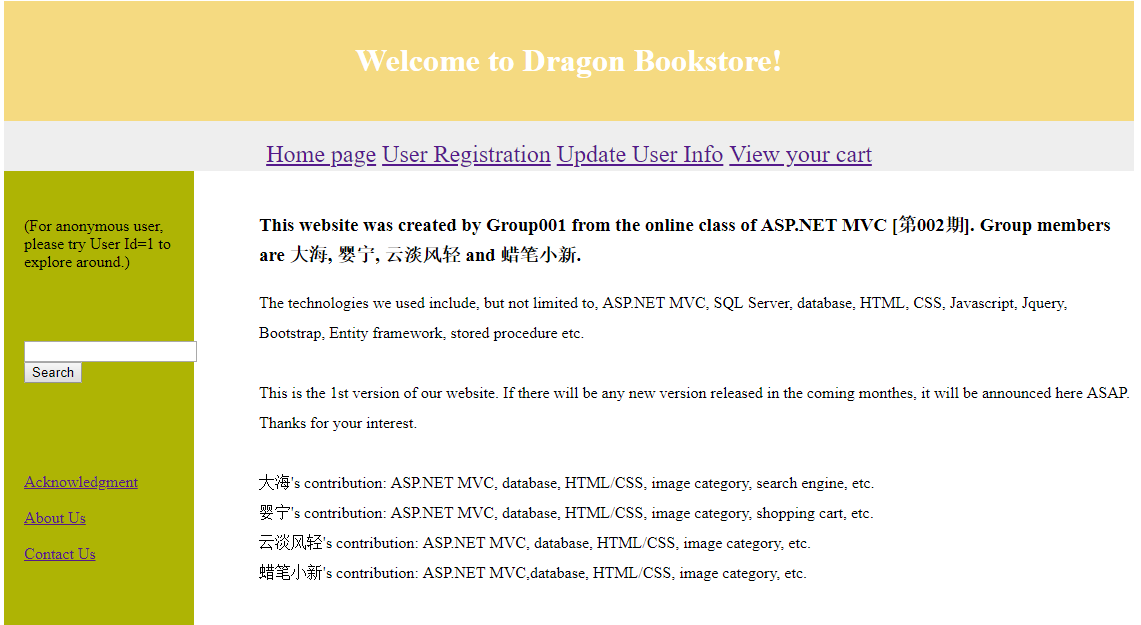 Welcome to Dragon Bookstore!
Home page User Registration Update User Info View your cart
(For anonymous user,
please try User Id=1 to
explore around.)
Search
Acknowledgment
About Us
Contact Us
This website was created by Group001 from the online class of ASP.NET MVC [第002期]. Group members
are 大海, 婴宁, 云淡风轻 and 蜡笔小新.
The technologies we used include, but not limited to, ASP.NET MVC, SQL Server, database, HTML, CSS, Javascript, Jquery,
Bootstrap, Entity framework, stored procedure etc.
This is the 1st version of our website. If there will be any new version released in the coming monthes, it will be announced here ASAP.
Thanks for your interest.
大海's contribution: ASP.NET MVC, database, HTML/CSS, image category, search engine, etc.
婴宁's contribution: ASP.NET MVC, database, HTML/CSS, image category, shopping cart, etc.
云淡风轻's contribution: ASP.NET MVC, database, HTML/CSS, image category, etc.
蜡笔小新's contribution: ASP.NET MVC,database, HTML/CSS, image category, etc.